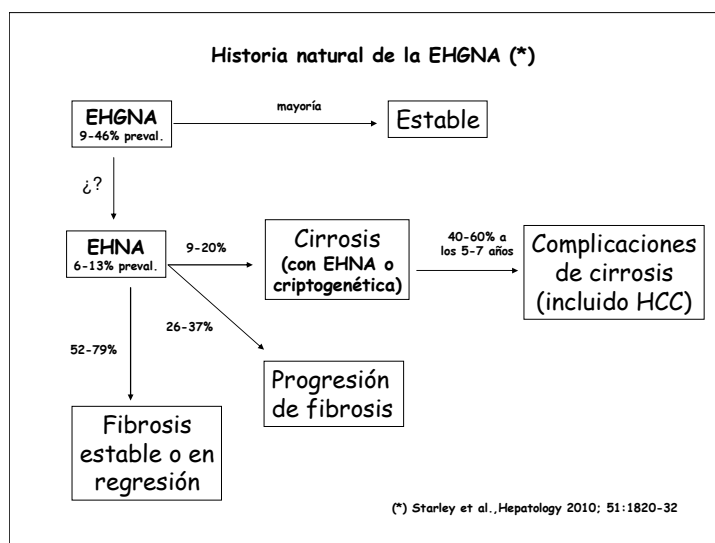 Historia natural de la EHGNA (*)
EHGNA
9-46% preval.
mayoría
Estable
¿?
EHNA
6-13% preval.
9-20%
Cirrosis
(con EHNA o
criptogenética)
40-60% a
los 5-7 años
Complicaciones
de cirrosis
(incluido HCC)
52-79%
26-37%
Progresión
de fibrosis
Fibrosis
estable o en
regresión
(*) Starley et al.,Hepatology 2010; 51:1820-32